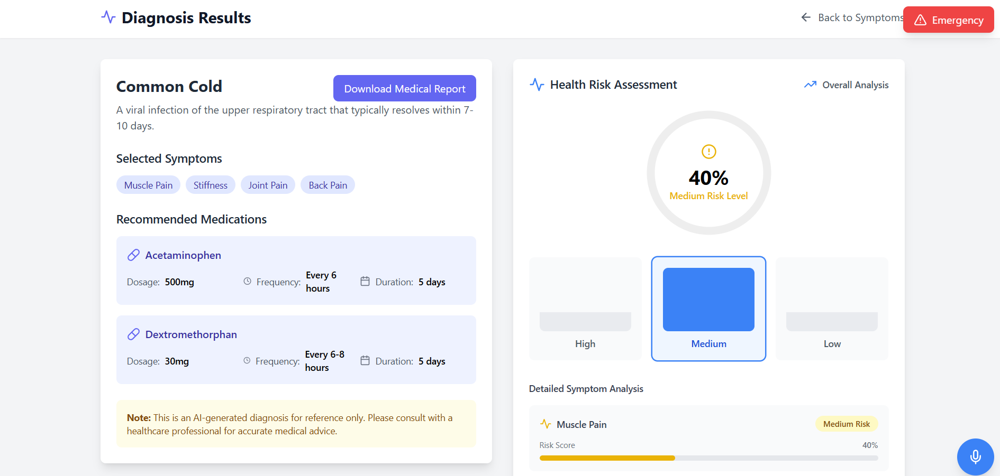 Diagnosis Results
Back to Symptoms
Emergency
Common Cold
Download Medical Report
A viral infection of the upper respiratory tract that typically resolves within 7-
10 days.
Selected Symptoms
Muscle Pain
Stiffness
Joint Pain
Back Pain
Recommended Medications
Acetaminophen
Dosage: 500mg
Frequency: Every 6
hours
Duration: 5 days
Dextromethorphan
Dosage: 30mg
Frequency: Every 6-8
hours
Duration: 5 days
Note: This is an AI-generated diagnosis for reference only. Please consult with a
healthcare professional for accurate medical advice.
Health Risk Assessment
Overall Analysis
40%
Medium Risk Level
High
Medium
Low
Detailed Symptom Analysis
Muscle Pain
Medium Risk
Risk Score
40%